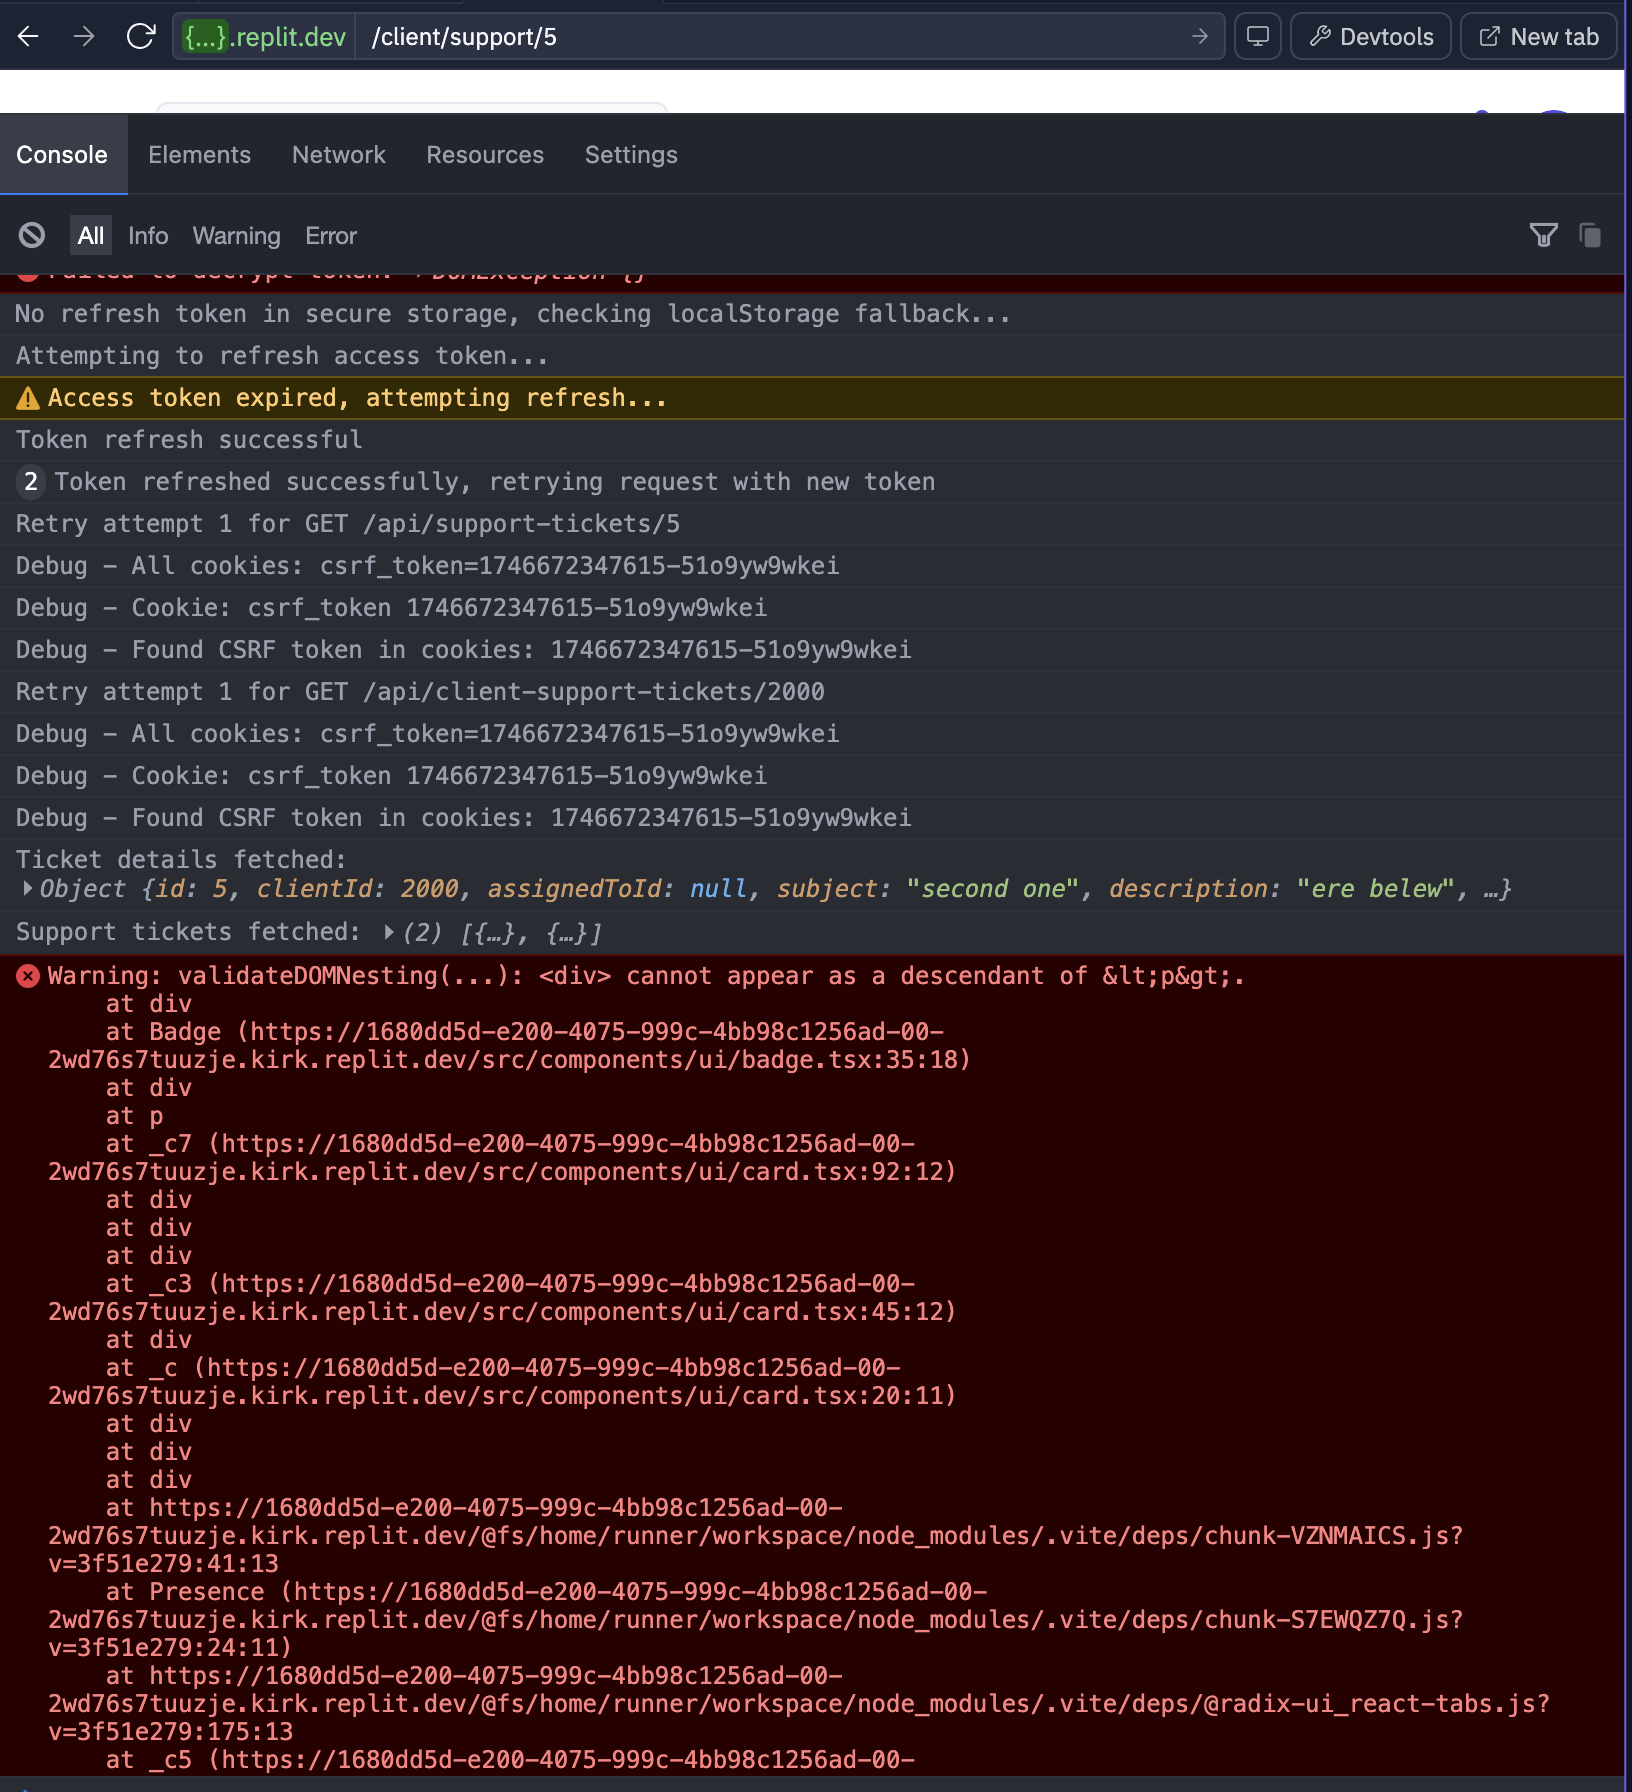 {...}.replit.dev /client/support/5 Devtools New tab
Console Elements Network Resources Settings
All Info Warning Error
Failed to decrypt token: DOMException {}
No refresh token in secure storage, checking localStorage fallback...
Attempting to refresh access token...
Access token expired, attempting refresh...
Token refresh successful
2 Token refreshed successfully, retrying request with new token
Retry attempt 1 for GET /api/support-tickets/5
Debug – All cookies: csrf_token=1746672347615-51o9yw9wkei
Debug – Cookie: csrf_token 1746672347615-51o9yw9wkei
Debug – Found CSRF token in cookies: 1746672347615-51o9yw9wkei
Retry attempt 1 for GET /api/client-support-tickets/2000
Debug – All cookies: csrf_token=1746672347615-51o9yw9wkei
Debug – Cookie: csrf_token 1746672347615-51o9yw9wkei
Debug – Found CSRF token in cookies: 1746672347615-51o9yw9wkei
Ticket details fetched:
Object {id: 5, clientId: 2000, assignedToId: null, subject: "second one", description: "ere belew", …}
Support tickets fetched: (2) [{…}, {…}]
Warning: validateDOMNesting(...): <div> cannot appear as a descendant of &lt;p&gt;.
at div
at Badge (https://1680dd5d-e200-4075-999c-4bb98c1256ad-00-
2wd76s7tuuzje.kirk.replit.dev/src/components/ui/badge.tsx:35:18)
at div
at p
at _c7 (https://1680dd5d-e200-4075-999c-4bb98c1256ad-00-
2wd76s7tuuzje.kirk.replit.dev/src/components/ui/card.tsx:92:12)
at div
at div
at div
at _c3 (https://1680dd5d-e200-4075-999c-4bb98c1256ad-00-
2wd76s7tuuzje.kirk.replit.dev/src/components/ui/card.tsx:45:12)
at div
at _c (https://1680dd5d-e200-4075-999c-4bb98c1256ad-00-
2wd76s7tuuzje.kirk.replit.dev/src/components/ui/card.tsx:20:11)
at div
at div
at div
at https://1680dd5d-e200-4075-999c-4bb98c1256ad-00-
2wd76s7tuuzje.kirk.replit.dev/@fs/home/runner/workspace/node_modules/.vite/deps/chunk-VZNMAICS.js?
v=3f51e279:41:13
at Presence (https://1680dd5d-e200-4075-999c-4bb98c1256ad-00-
2wd76s7tuuzje.kirk.replit.dev/@fs/home/runner/workspace/node_modules/.vite/deps/chunk-S7EWQZ7Q.js?
v=3f51e279:24:11)
at https://1680dd5d-e200-4075-999c-4bb98c1256ad-00-
2wd76s7tuuzje.kirk.replit.dev/@fs/home/runner/workspace/node_modules/.vite/deps/@radix-ui_react-tabs.js?
v=3f51e279:175:13
at _c5 (https://1680dd5d-e200-4075-999c-4bb98c1256ad-00-